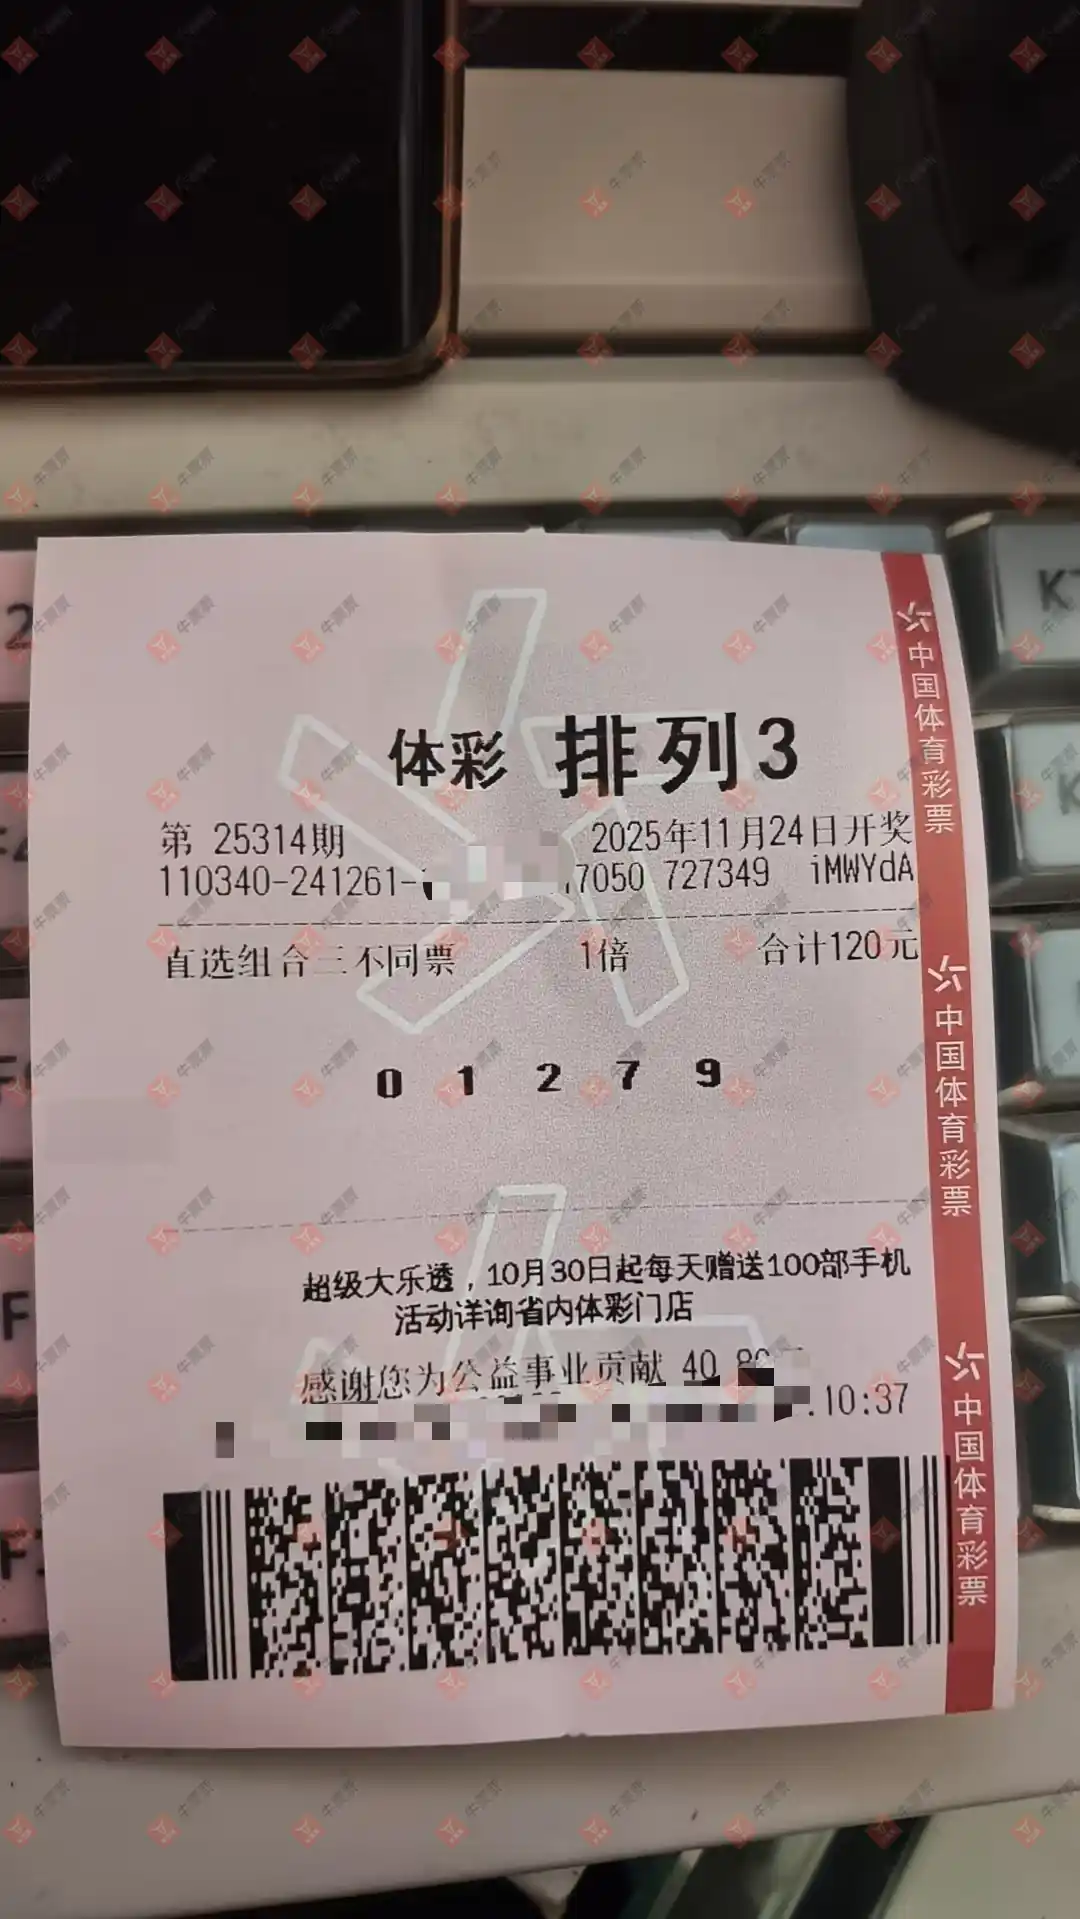 体彩 排列3
第 25314期 2025年11月24日开奖
110340-241261- 7050 727349 iMWYdA
直选组合三不同票 1倍 合计120元
0 1 2 7 9
超级大乐透，10月30日起每天赠送100部手机
活动详询省内体彩门店
感谢您为公益事业贡献 40
10:37
中国体育彩票
中国体育彩票
中国体育彩票
牛票票